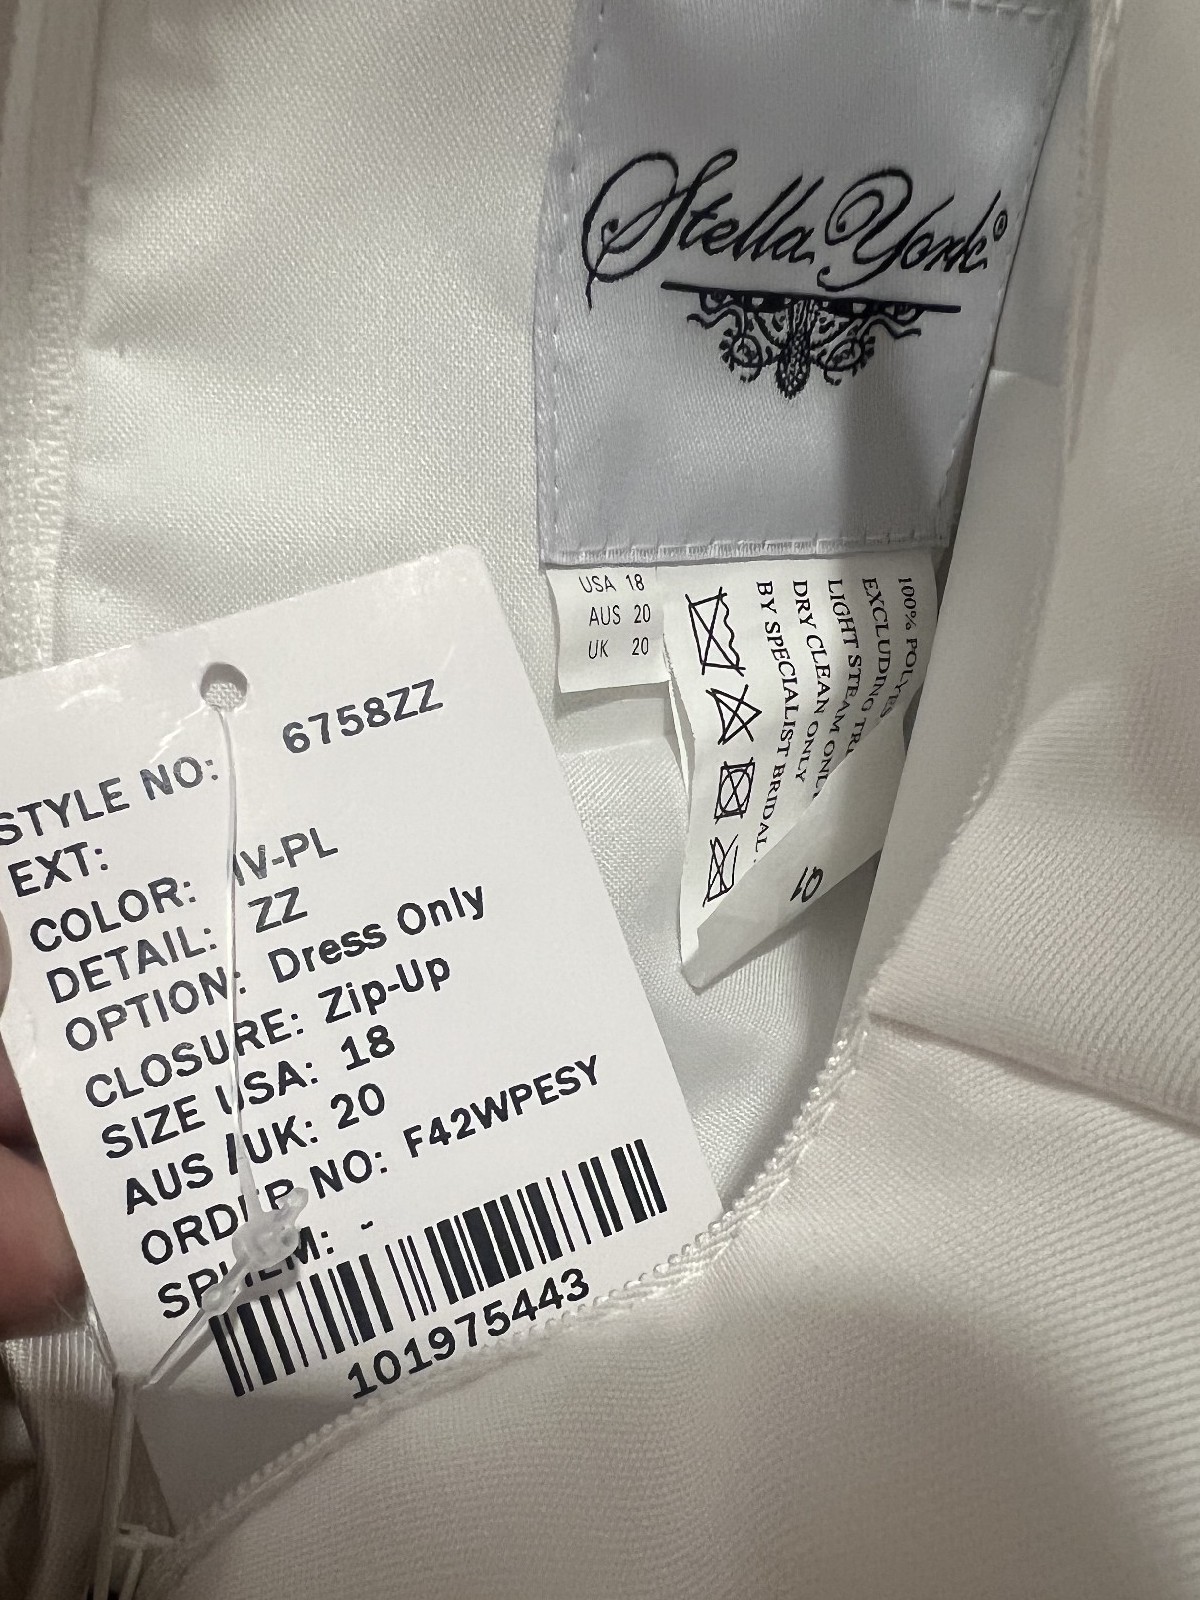 Stella York®
USA 18
AUS 20
UK 20
100%
EXCLUDING
LIGHT STEAM ONLY
DRY CLEAN ONLY
BY SPECIALIST BRIDAL
10
STYLE NO: 6758ZZ
EXT:
COLOR: IV-PL
DETAIL: ZZ
OPTION: Dress Only
CLOSURE: Zip-Up
SIZE USA: 18
AUS /UK: 20
ORDER NO: F42WPESY
-
101975443